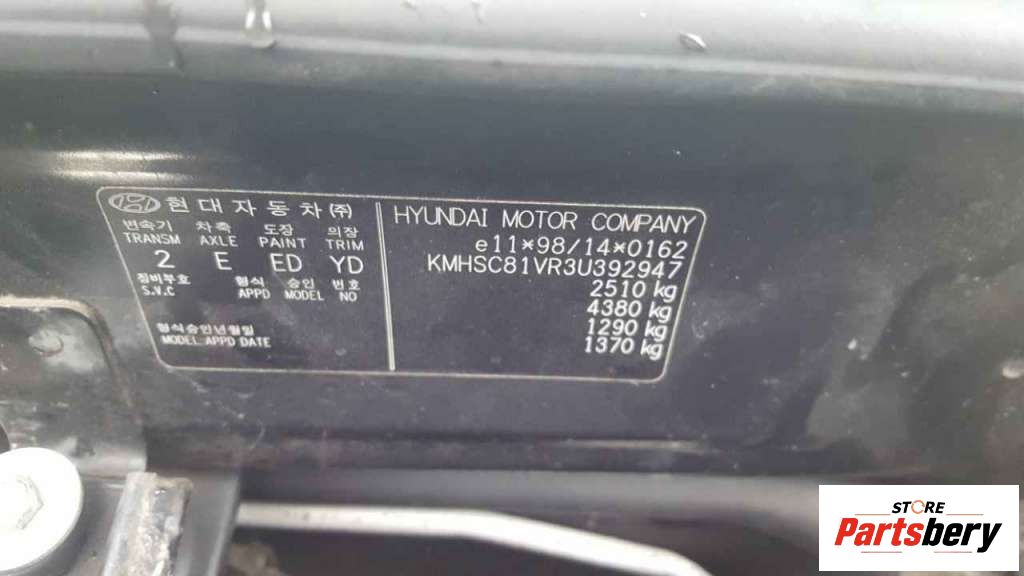 현대자동차(주)
변속기 차축 도장 의장
TRANSM AXLE PAINT TRIM
2 E ED YD
정비부호 형식 승인 번호
S.V.C APPD MODEL NO
형식승인년월일
MODEL APPD DATE
HYUNDAI MOTOR COMPANY
e11*98/14*0162
KMHSC81VR3U392947
2510 kg
4380 kg
1290 kg
1370 kg
STORE
Partsbery